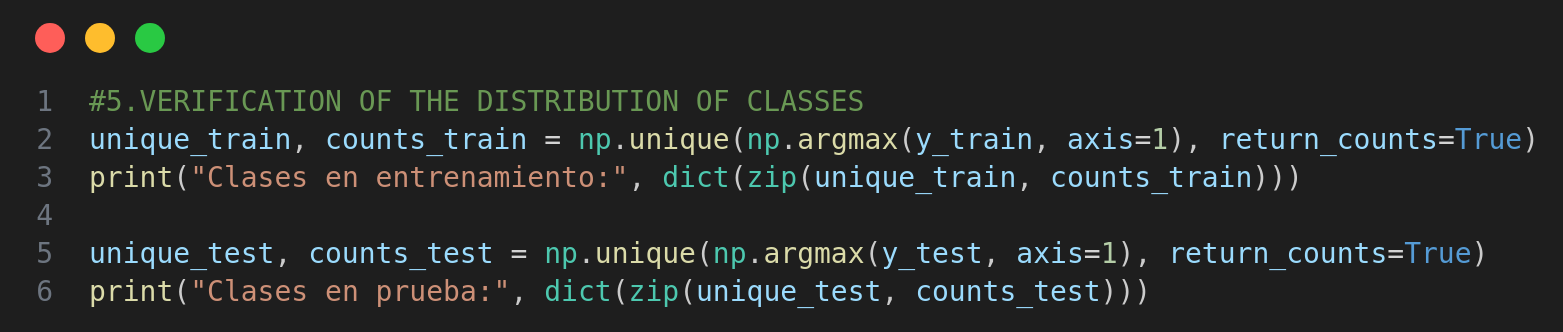 1 #5.VERIFICATION OF THE DISTRIBUTION OF CLASSES
2 unique_train, counts_train = np.unique(np.argmax(y_train, axis=1), return_counts=True)
3 print("Clases en entrenamiento:", dict(zip(unique_train, counts_train)))
4
5 unique_test, counts_test = np.unique(np.argmax(y_test, axis=1), return_counts=True)
6 print("Clases en prueba:", dict(zip(unique_test, counts_test)))